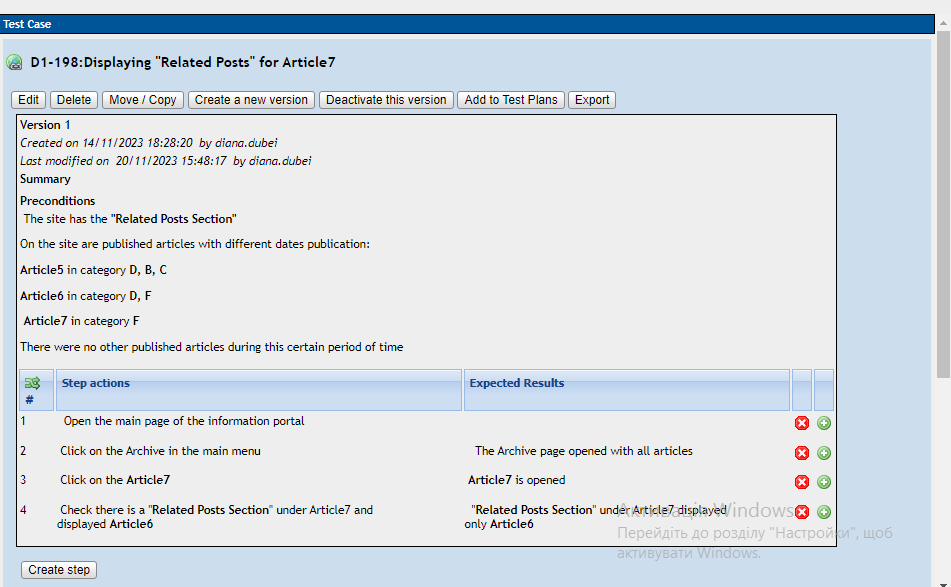 Test Case
D1-198:Displaying "Related Posts" for Article7
Edit Delete Move / Copy Create a new version Deactivate this version Add to Test Plans Export
Version 1
Created on 14/11/2023 18:28:20 by diana.dubei
Last modified on 20/11/2023 15:48:17 by diana.dubei
Summary
Preconditions
The site has the "Related Posts Section"
On the site are published articles with different dates publication:
Article5 in category D, B, C
Article6 in category D, F
Article7 in category F
There were no other published articles during this certain period of time
# Step actions Expected Results
1 Open the main page of the information portal
2 Click on the Archive in the main menu The Archive page opened with all articles
3 Click on the Article7 Article7 is opened
4 Check there is a "Related Posts Section" under Article7 and "Related Posts Section" under Article7 displayed
displayed Article6 only Article6
Активація Windows
Перейдіть до розділу "Настройки", щоб
активувати Windows.
Create step